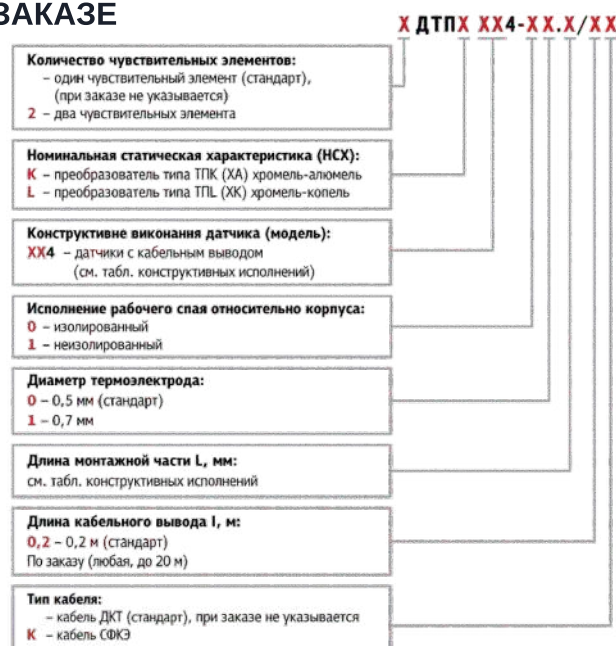 ЗАКАЗЕ
Х ДТПХ ХХ4-ХХ.Х/ХХ
Количество чувствительных элементов:
– один чувствительный элемент (стандарт),
(при заказе не указывается)
2 – два чувствительных элемента
Номинальная статическая характеристика (НСХ):
К – преобразователь типа ТПК (ХА) хромель-алюмель
L – преобразователь типа ТПL (ХК) хромель-копель
Конструктивне виконання датчика (модель):
ХХ4 – датчики с кабельным выводом
(см. табл. конструктивных исполнений)
Исполнение рабочего спая относительно корпуса:
0 – изолированный
1 – неизолированный
Диаметр термоэлектрода:
0 – 0,5 мм (стандарт)
1 – 0,7 мм
Длина монтажной части L, мм:
см. табл. конструктивных исполнений
Длина кабельного вывода l, м:
0,2 – 0,2 м (стандарт)
По заказу (любая, до 20 м)
Тип кабеля:
– кабель ДКТ (стандарт), при заказе не указывается
К – кабель СФКЭ